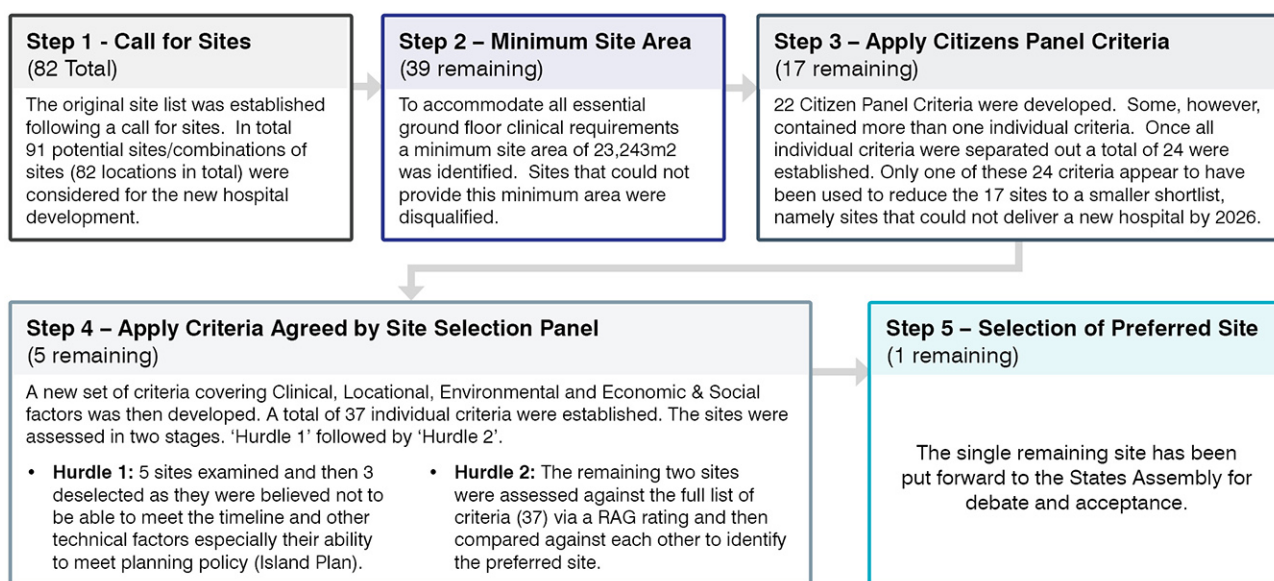 Step 1 - Call for Sites
(82 Total)
The original site list was established
following a call for sites.  In total
91 potential sites/combinations of
sites (82 locations in total) were
considered for the new hospital
development.
Step 2 – Minimum Site Area
(39 remaining)
To accommodate all essential
ground floor clinical requirements
a minimum site area of 23,243m2
was identified.  Sites that could not
provide this minimum area were
disqualified.
Step 3 – Apply Citizens Panel Criteria
(17 remaining)
22 Citizen Panel Criteria were developed.  Some, however,
contained more than one individual criteria.  Once all
individual criteria were separated out a total of 24 were
established. Only one of these 24 criteria appear to have
been used to reduce the 17 sites to a smaller shortlist,
namely sites that could not deliver a new hospital by 2026.
Step 4 – Apply Criteria Agreed by Site Selection Panel
(5 remaining)
A new set of criteria covering Clinical, Locational, Environmental and Economic & Social
factors was then developed. A total of 37 individual criteria were established. The sites were
assessed in two stages. ‘Hurdle 1’ followed by ‘Hurdle 2’.
• Hurdle 1: 5 sites examined and then 3
deselected as they were believed not to
be able to meet the timeline and other
technical factors especially their ability
to meet planning policy (Island Plan).
• Hurdle 2: The remaining two sites
were assessed against the full list of
criteria (37) via a RAG rating and then
compared against each other to identify
the preferred site.
Step 5 – Selection of Preferred Site
(1 remaining)
The single remaining site has been
put forward to the States Assembly for
debate and acceptance.